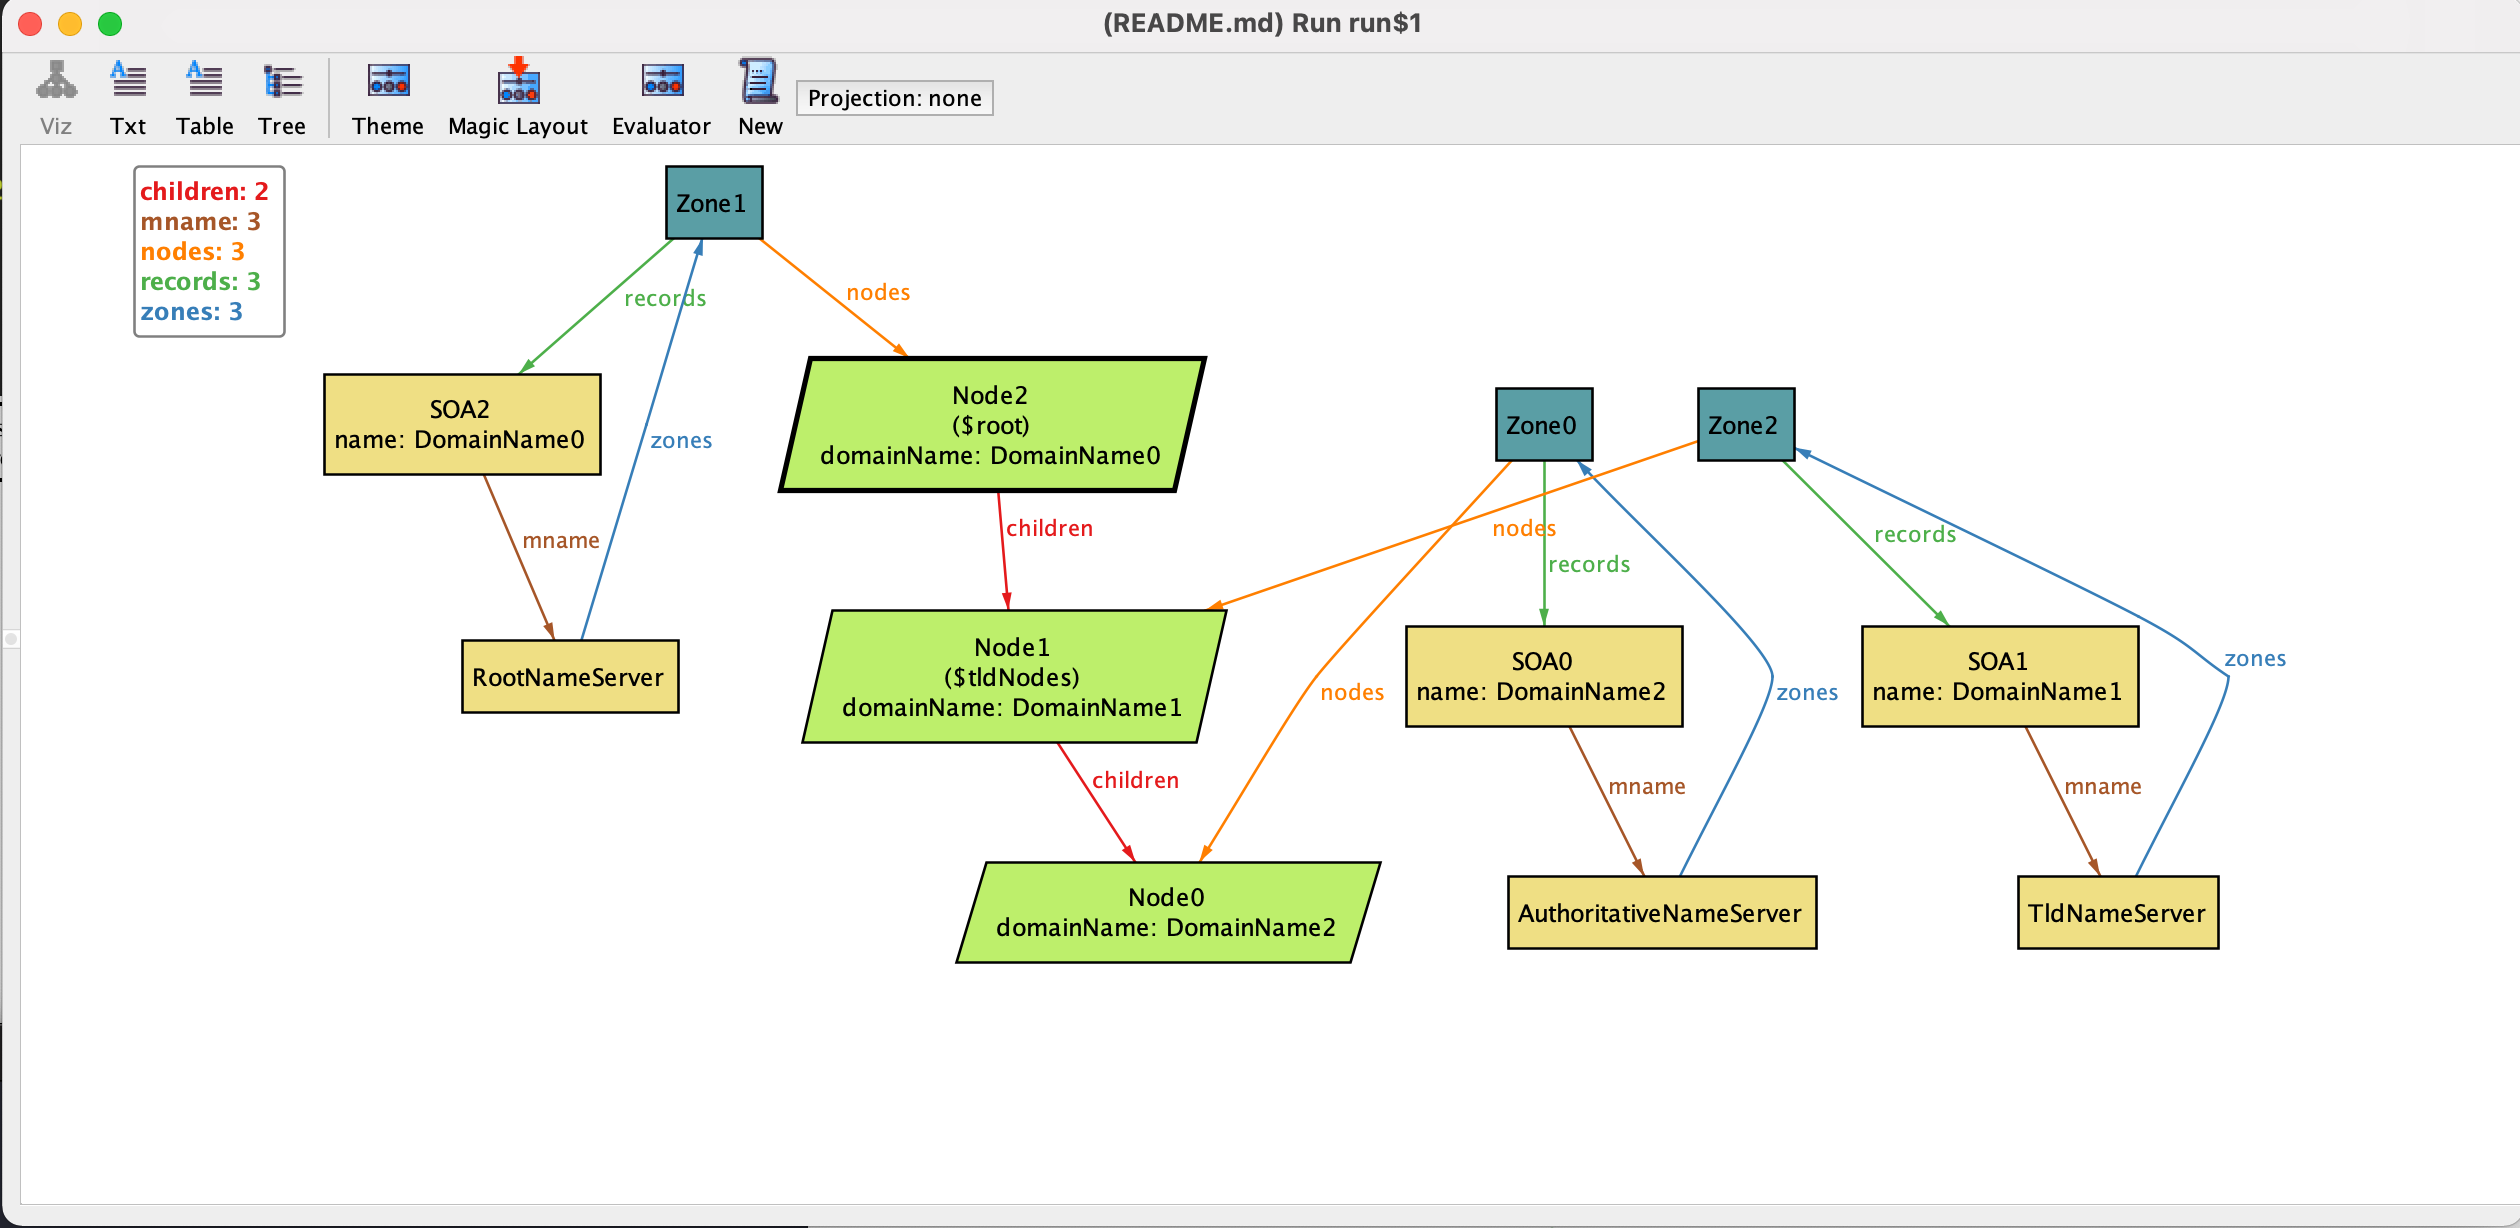 (README.md) Run run$1
Viz
Txt
Table
Tree
Theme
Magic Layout
Evaluator
New
Projection: none
children: 2
mname: 3
nodes: 3
records: 3
zones: 3
Zone1
records
nodes
SOA2
name: DomainName0
zones
Node2
($root)
domainName: DomainName0
Zone0
Zone2
mname
children
nodes
records
records
RootNameServer
Node1
($tldNodes)
domainName: DomainName1
nodes
SOA0
name: DomainName2
zones
SOA1
name: DomainName1
zones
children
mname
mname
Node0
domainName: DomainName2
AuthoritativeNameServer
TldNameServer